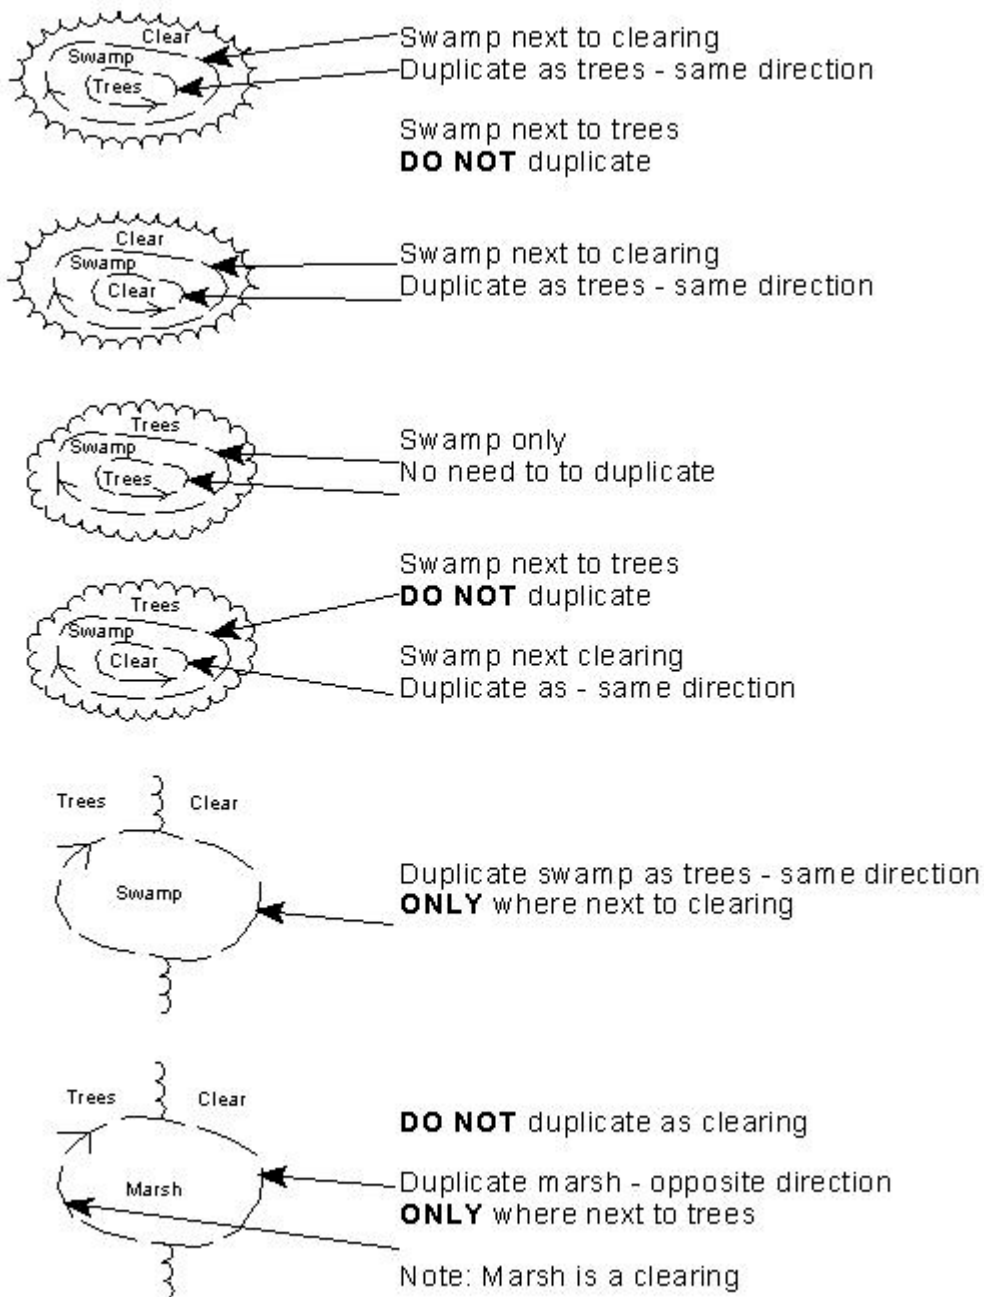 Clear
Swamp
Trees
Swamp next to clearing
Duplicate as trees - same direction
Swamp next to trees
DO NOT duplicate
Clear
Swamp
Clear
Swamp next to clearing
Duplicate as trees - same direction
Trees
Swamp
Trees
Swamp only
No need to to duplicate
Trees
Swamp
Clear
Swamp next to trees
DO NOT duplicate
Swamp next clearing
Duplicate as - same direction
Trees Clear
Swamp
Duplicate swamp as trees - same direction
ONLY where next to clearing
Trees Clear
Marsh
DO NOT duplicate as clearing
Duplicate marsh - opposite direction
ONLY where next to trees
Note: Marsh is a clearing